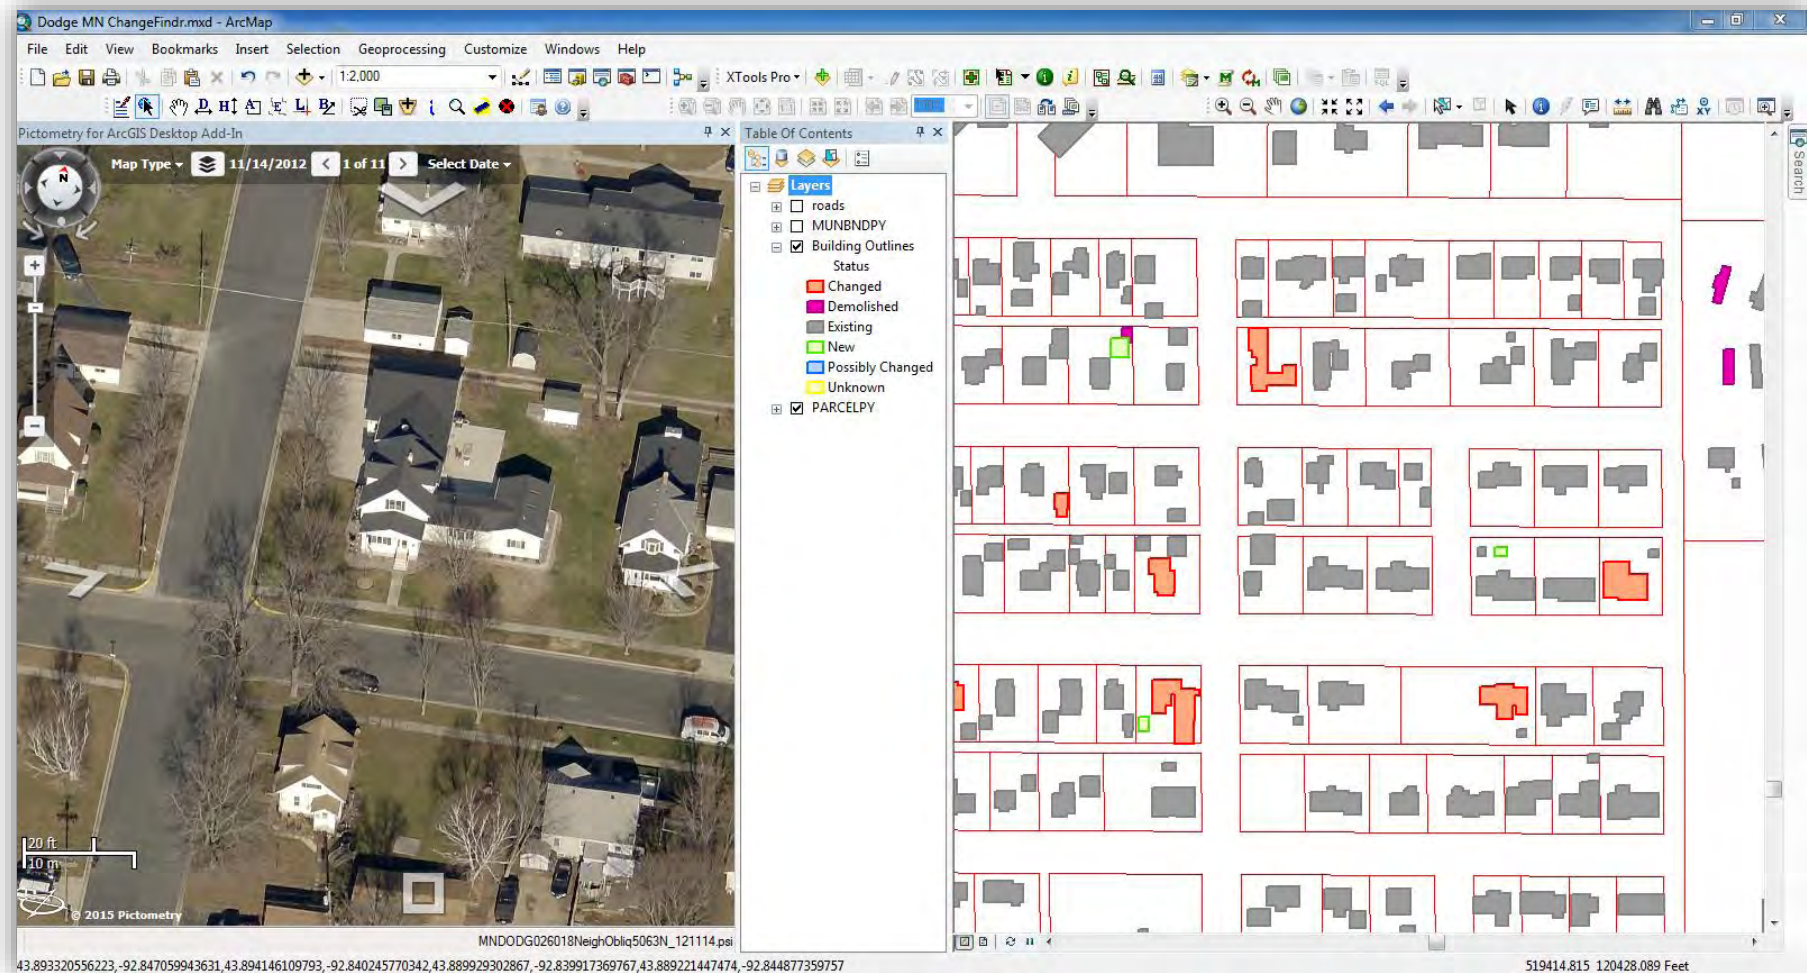 Dodge MN ChangeFindr.mxd - ArcMap
File Edit View Bookmarks Insert Selection Geoprocessing Customize Windows Help
1:2,000 XTools Pro
Pictometry for ArcGIS Desktop Add-In
Table Of Contents
Map Type 11/14/2012 1 of 11 Select Date
N
Layers
roads
MUNBNDPY
Building Outlines
Status
Changed
Demolished
Existing
New
Possibly Changed
Unknown
PARCELPY
Search
20 ft
10 m
© 2015 Pictometry
MNDODG026018NeighObliq5063N_121114.psi
43.893320556223,-92.847059943631,43.894146109793,-92.840245770342,43.889929302867,-92.839917369767,43.889221447474,-92.844877359757
519414.815 120428.089 Feet